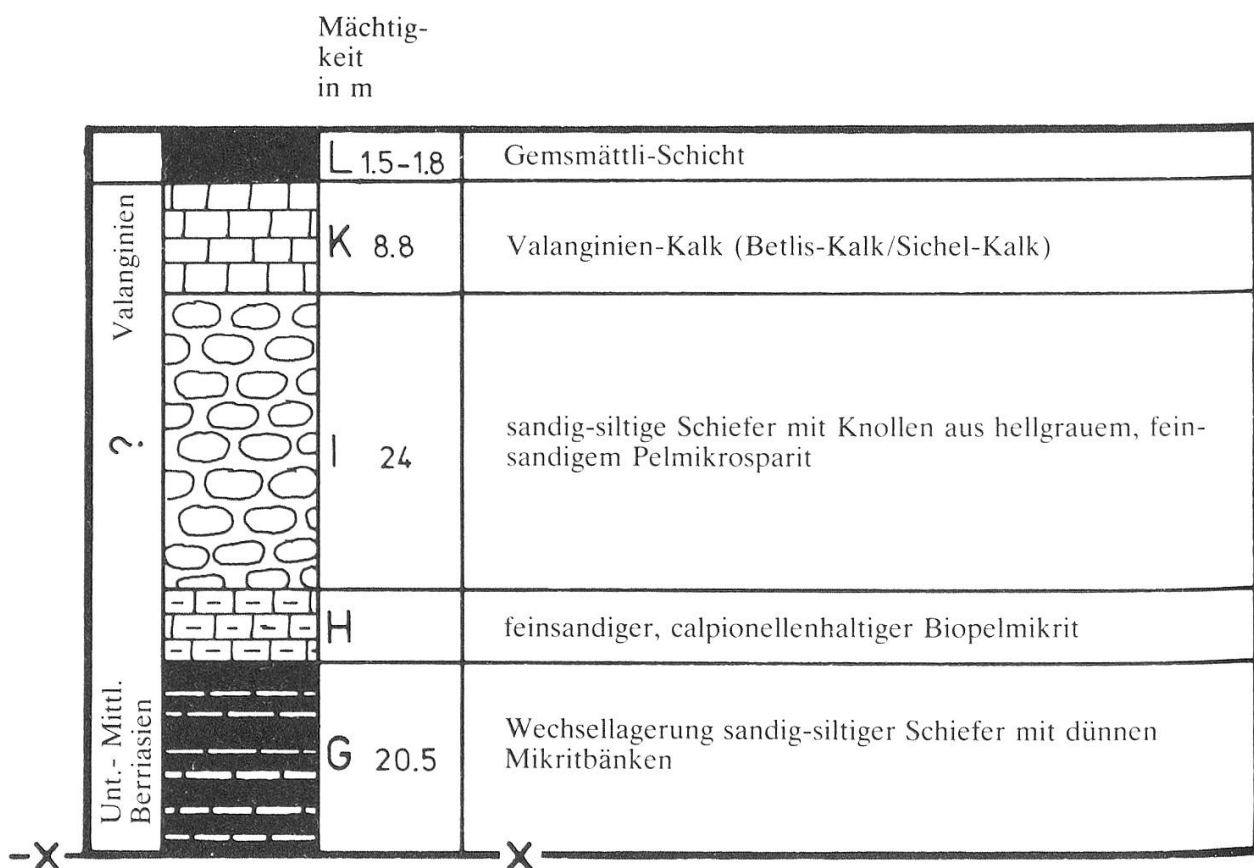 Mächtig-
keit
in m
L 1.5-1.8 Gemsmättli-Schicht
Valanginien
K 8.8 Valanginien-Kalk (Betlis-Kalk/Sichel-Kalk)
?
I 24 sandig-siltige Schiefer mit Knollen aus hellgrauem, fein-
sandigem Pelmikrosparit
H feinsandiger, calpionellenhaltiger Biopelmikrit
Unt.- Mittl.
Berriasien
G 20.5 Wechsellagerung sandig-siltiger Schiefer mit dünnen
Mikritbänken
-X X